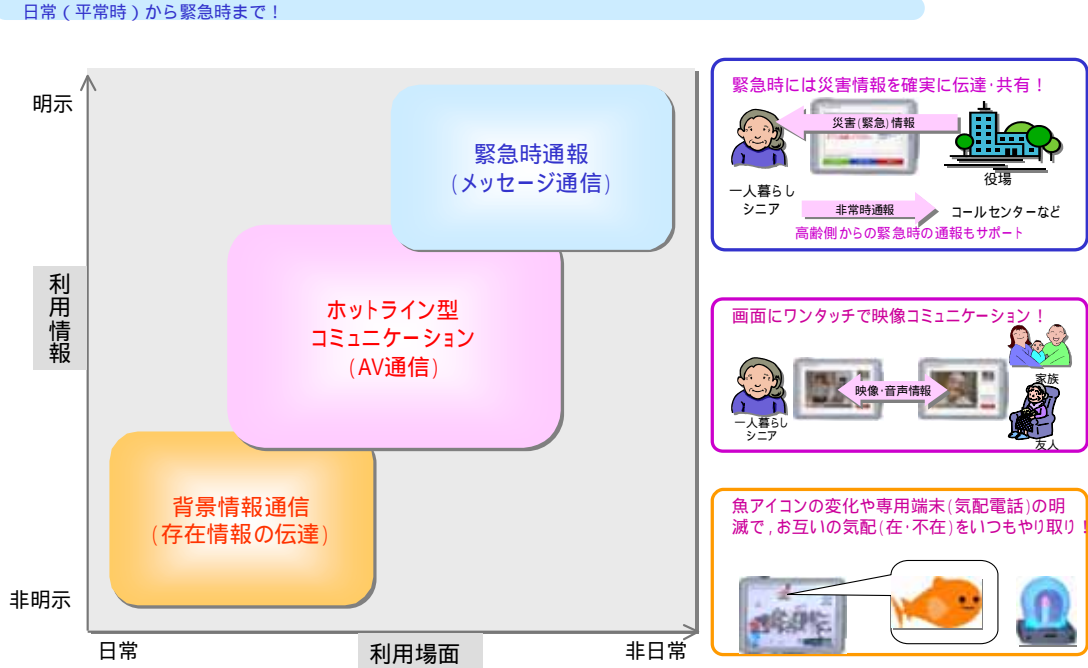 日常(平常時)から緊急時まで!
明示
利用情報
非明示
日常
利用場面
非日常
緊急時通報
(メッセージ通信)
ホットライン型
コミュニケーション
(AV通信)
背景情報通信
(存在情報の伝達)
緊急時には災害情報を確実に伝達・共有!
災害(緊急)情報
役場
一人暮らし
シニア
非常時通報
コールセンターなど
高齢側からの緊急時の通報もサポート
画面にワンタッチで映像コミュニケーション!
映像・音声情報
家族
一人暮らし
シニア
友人
魚アイコンの変化や専用端末(気配電話)の明
滅で,お互いの気配(在・不在)をいつもやり取り!